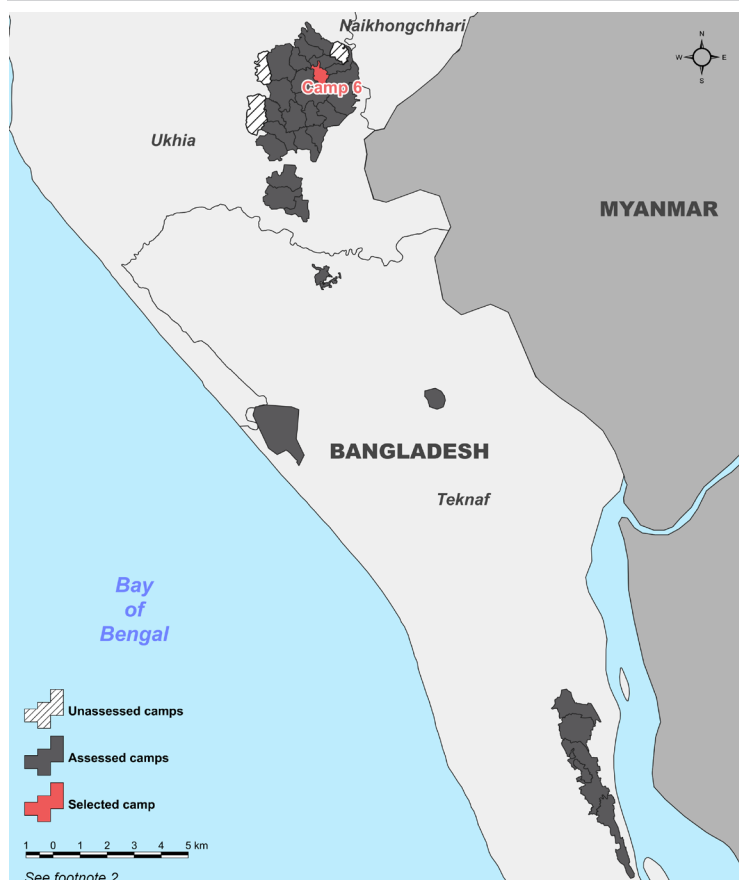 Naikhongchhari
N
W E
S
Camp 6
Ukhia
MYANMAR
BANGLADESH
Teknaf
Bay
of
Bengal
Unassessed camps
Assessed camps
Selected camp
1 0 1 2 3 4 5 km
See footnote 2